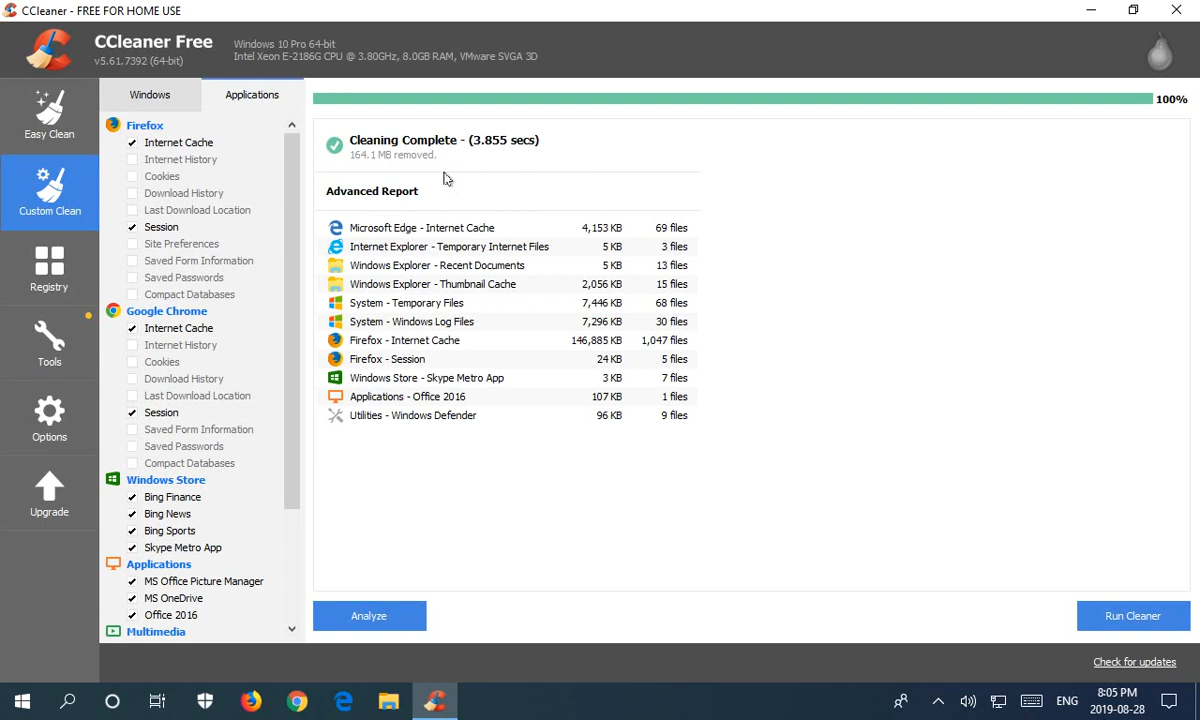 CCleaner - FREE FOR HOME USE
CCleaner Free
v5.61.7392 (64-bit)
Windows 10 Pro 64-bit
Intel Xeon E-2186G CPU @ 3.80GHz, 8.0GB RAM, VMware SVGA 3D
Easy Clean
Custom Clean
Registry
Tools
Options
Upgrade
Windows
Applications
Firefox
Internet Cache
Internet History
Cookies
Download History
Last Download Location
Session
Site Preferences
Saved Form Information
Saved Passwords
Compact Databases
Google Chrome
Internet Cache
Internet History
Cookies
Download History
Last Download Location
Session
Saved Form Information
Saved Passwords
Compact Databases
Windows Store
Bing Finance
Bing News
Bing Sports
Skype Metro App
Applications
MS Office Picture Manager
MS OneDrive
Office 2016
Multimedia
100%
Cleaning Complete - (3.855 secs)
164.1 MB removed.
Advanced Report
Microsoft Edge - Internet Cache 4,153 KB 69 files
Internet Explorer - Temporary Internet Files 5 KB 3 files
Windows Explorer - Recent Documents 5 KB 13 files
Windows Explorer - Thumbnail Cache 2,056 KB 15 files
System - Temporary Files 7,446 KB 68 files
System - Windows Log Files 7,296 KB 30 files
Firefox - Internet Cache 146,885 KB 1,047 files
Firefox - Session 24 KB 5 files
Windows Store - Skype Metro App 3 KB 7 files
Applications - Office 2016 107 KB 1 files
Utilities - Windows Defender 96 KB 9 files
Analyze
Run Cleaner
Check for updates
ENG
8:05 PM
2019-08-28